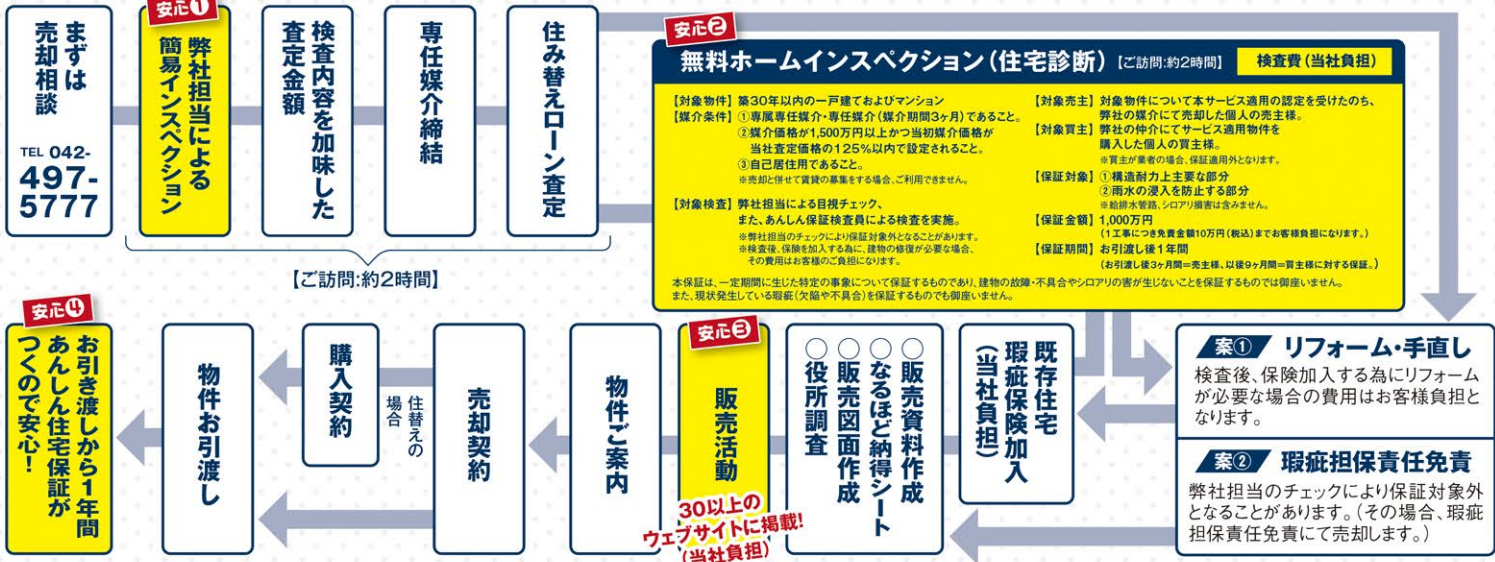 まずは
売却相談
TEL 042-
497-
5777
安心❶
弊社担当による
簡易インスペクション
検査内容を加味した
査定金額
専任媒介締結
住み替えローン査定
【ご訪問:約2時間】
安心❷
無料ホームインスペクション(住宅診断)【ご訪問:約2時間】 検査費(当社負担)
【対象物件】築30年以内の一戸建ておよびマンション
【媒介条件】①専属専任媒介・専任媒介(媒介期間3ヶ月)であること。
②媒介価格が1,500万円以上かつ当初媒介価格が
当社査定価格の125%以内で設定されること。
③自己居住用であること。
※売却と併せて賃貸の募集をする場合、ご利用できません。
【対象検査】弊社担当による目視チェック、
また、あんしん保証検査員による検査を実施。
※弊社担当のチェックにより保証対象外となることがあります。
※検査後、保険を加入する為に、建物の修復が必要な場合、
その費用はお客様のご負担になります。
【対象売主】対象物件について本サービス適用の認定を受けたのち、
弊社の媒介にて売却した個人の売主様。
【対象買主】弊社の仲介にてサービス適用物件を
購入した個人の買主様。
※買主が業者の場合、保証適用外となります。
【保証対象】①構造耐力上主要な部分
②雨水の浸入を防止する部分
※給排水管路、シロアリ損害は含みません。
【保証金額】1,000万円
(1工事につき免責金額10万円(税込)までお客様負担になります。)
【保証期間】お引渡し後1年間
(お引渡し後3ヶ月間=売主様、以後9ヶ月間=買主様に対する保証。)
本保証は、一定期間に生じた特定の事象について保証するものであり、建物の故障・不具合やシロアリの害が生じないことを保証するものでは御座いません。
また、現状発生している瑕疵(欠陥や不具合)を保証するものでも御座いません。
案① リフォーム・手直し
検査後、保険加入する為にリフォーム
が必要な場合の費用はお客様負担と
なります。
案② 瑕疵担保責任免責
弊社担当のチェックにより保証対象外
となることがあります。(その場合、瑕疵
担保責任免責にて売却します。)
既存住宅
瑕疵保険加入
(当社負担)
○販売資料作成
○なるほど納得シート
○販売図面作成
○役所調査
安心❸
販売活動
30以上の
ウェブサイトに掲載!
(当社負担)
物件ご案内
売却契約
住替えの
場合
購入契約
物件お引渡し
安心❹
お引き渡しから1年間
あんしん住宅保証が
つくので安心!